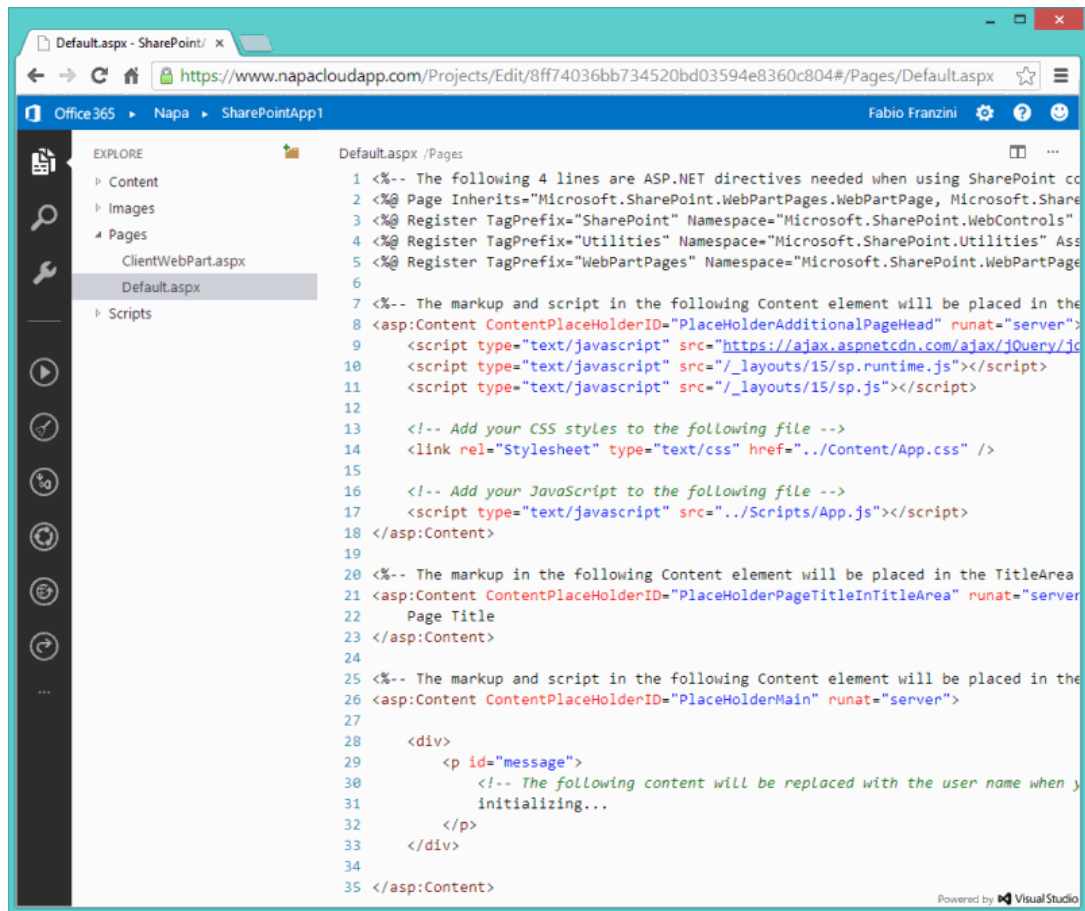 Default.aspx - SharePoint/
https://www.napacloudapp.com/Projects/Edit/8ff74036bb734520bd03594e8360c804#/Pages/Default.aspx
Office 365 Napa SharePointApp1 Fabio Franzini
EXPLORE
Content
Images
Pages
ClientWebPart.aspx
Default.aspx
Scripts
Default.aspx /Pages
1 <%-- The following 4 lines are ASP.NET directives needed when using SharePoint co
2 <%@ Page Inherits="Microsoft.SharePoint.WebPartPages.WebPartPage, Microsoft.Share
3 <%@ Register TagPrefix="SharePoint" Namespace="Microsoft.SharePoint.WebControls"
4 <%@ Register TagPrefix="Utilities" Namespace="Microsoft.SharePoint.Utilities" Ass
5 <%@ Register TagPrefix="WebPartPages" Namespace="Microsoft.SharePoint.WebPartPage
6
7 <%-- The markup and script in the following Content element will be placed in the
8 <asp:Content ContentPlaceHolderID="PlaceHolderAdditionalPageHead" runat="server">
9 <script type="text/javascript" src="https://ajax.aspnetcdn.com/ajax/jQuery/jq
10 <script type="text/javascript" src="/_layouts/15/sp.runtime.js"></script>
11 <script type="text/javascript" src="/_layouts/15/sp.js"></script>
12
13 <!-- Add your CSS styles to the following file -->
14 <link rel="Stylesheet" type="text/css" href="../Content/App.css" />
15
16 <!-- Add your JavaScript to the following file -->
17 <script type="text/javascript" src="../Scripts/App.js"></script>
18 </asp:Content>
19
20 <%-- The markup in the following Content element will be placed in the TitleArea
21 <asp:Content ContentPlaceHolderID="PlaceHolderPageTitleInTitleArea" runat="server
22 Page Title
23 </asp:Content>
24
25 <%-- The markup and script in the following Content element will be placed in the
26 <asp:Content ContentPlaceHolderID="PlaceHolderMain" runat="server">
27
28 <div>
29 <p id="message">
30 <!-- The following content will be replaced with the user name when y
31 initializing...
32 </p>
33 </div>
34
35 </asp:Content>
Powered by Visual Studio